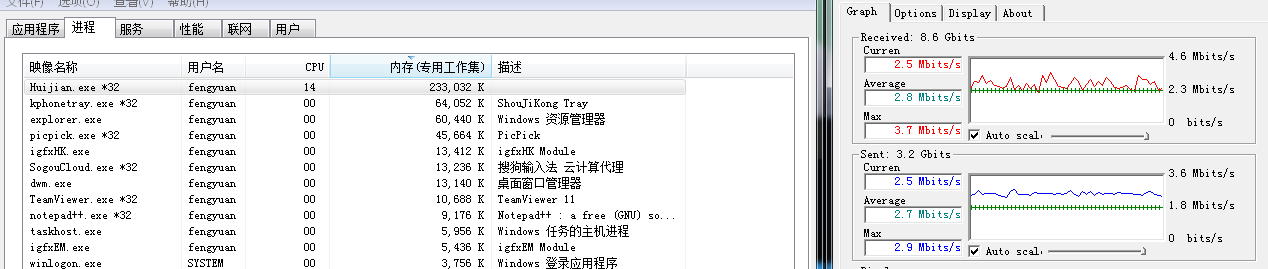 文件(F) 选项(O) 查看(V) 帮助(H)
应用程序 进程 服务 性能 联网 用户
映像名称 用户名 CPU 内存(专用工作集) 描述
Huijian.exe *32 fengyuan 14 233,032 K
kphonetray.exe *32 fengyuan 00 64,052 K ShouJiKong Tray
explorer.exe fengyuan 00 60,440 K Windows 资源管理器
picpick.exe *32 fengyuan 00 45,664 K PicPick
igfxHK.exe fengyuan 00 13,412 K igfxHK Module
SogouCloud.exe *32 fengyuan 00 13,236 K 搜狗输入法 云计算代理
dwm.exe fengyuan 00 13,140 K 桌面窗口管理器
TeamViewer.exe *32 fengyuan 00 10,688 K TeamViewer 11
notepad++.exe *32 fengyuan 00 9,176 K Notepad++ : a free (GNU) so...
taskhost.exe fengyuan 00 5,956 K Windows 任务的主机进程
igfxEM.exe fengyuan 00 5,436 K igfxEM Module
winlogon.exe SYSTEM 00 3,756 K Windows 登录应用程序
Graph Options Display About
Received: 8.6 Gbits
Curren
2.5 Mbits/s
Average
2.8 Mbits/s
Max
3.7 Mbits/s
4.6 Mbits/s
2.3 Mbits/s
0 bits/s
Auto scal
Sent: 3.2 Gbits
Curren
2.5 Mbits/s
Average
2.7 Mbits/s
Max
2.9 Mbits/s
3.6 Mbits/s
1.8 Mbits/s
0 bits/s
Auto scal